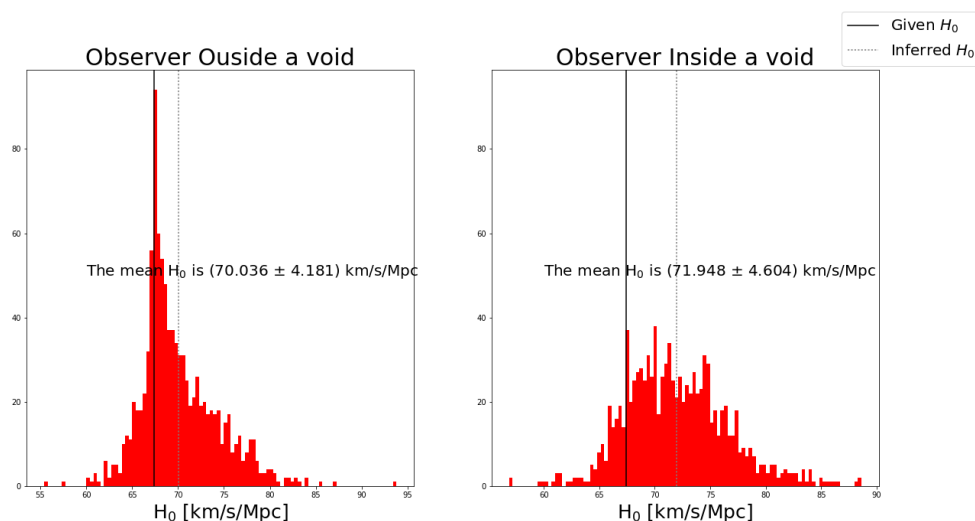 Given H₀
Inferred H₀
Observer Ouside a void
80
60
40
20
0
The mean H₀ is (70.036 ± 4.181) km/s/Mpc
55 60 65 70 75 80 85 90 95
H₀ [km/s/Mpc]
Observer Inside a void
80
60
40
20
0
The mean H₀ is (71.948 ± 4.604) km/s/Mpc
60 65 70 75 80 85 90
H₀ [km/s/Mpc]